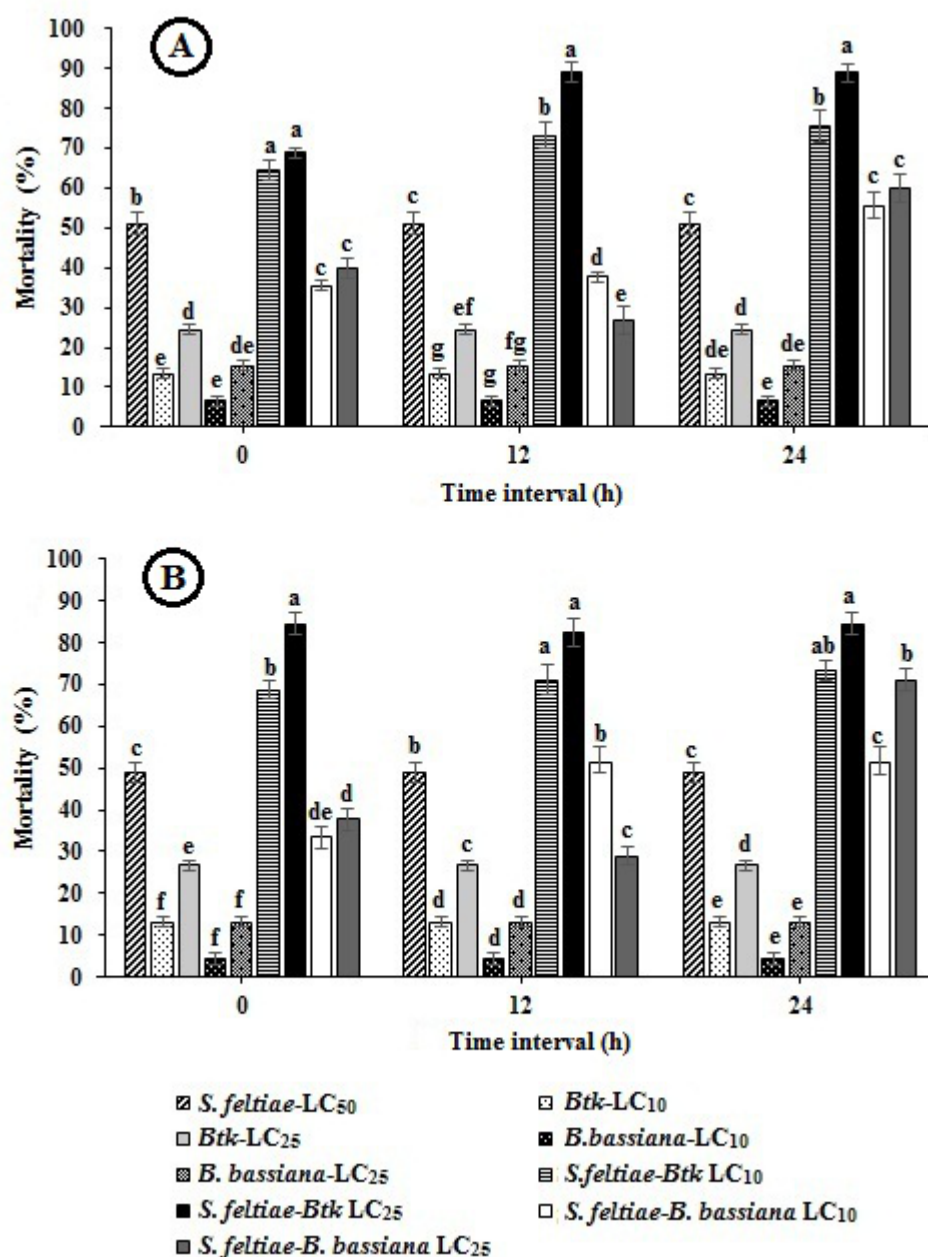 A
100
90
80
70
60
50
40
30
20
10
0
Mortality (%)
b e d e de a a c c
c g ef g fg b a d e
c de d e de b a c c
0 12 24
Time interval (h)
B
100
90
80
70
60
50
40
30
20
10
0
Mortality (%)
c f e f f b a de d
b d c d d a a b c
c e d e e ab a c b
0 12 24
Time interval (h)
S. feltiae-LC50 Btk-LC10
Btk-LC25 B.bassiana-LC10
B. bassiana-LC25 S.feltiae-Btk LC10
S. feltiae-Btk LC25 S. feltiae-B. bassiana LC10
S.feltiae-B. bassiana LC25